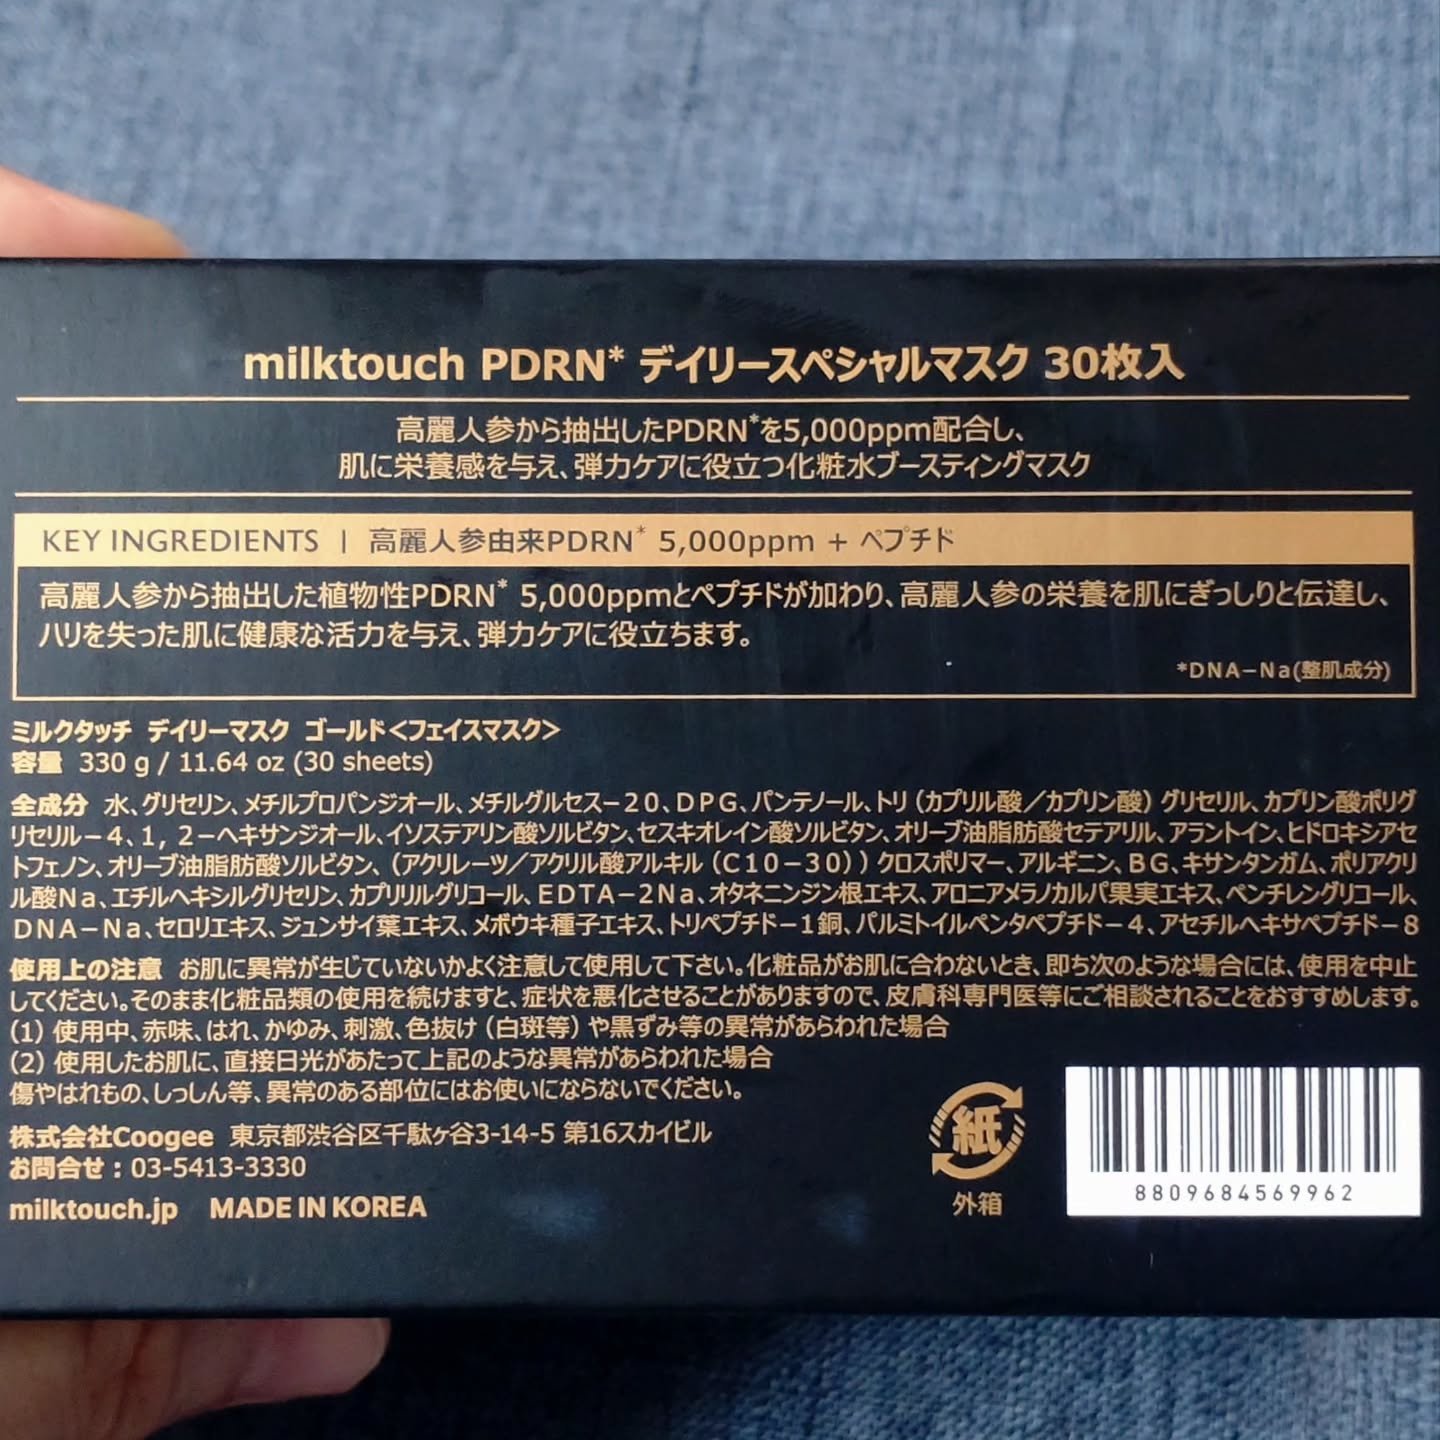 milktouch PDRN* デイリースペシャルマスク 30枚入
高麗人参から抽出したPDRN*を5,000ppm配合し、
肌に栄養感を与え、弾力ケアに役立つ化粧水ブースティングマスク
KEY INGREDIENTS | 高麗人参由来PDRN* 5,000ppm + ペプチド
高麗人参から抽出した植物性PDRN* 5,000ppmとペプチドが加わり、高麗人参の栄養を肌にぎっしりと伝達し、
ハリを失った肌に健康な活力を与え、弾力ケアに役立ちます。
*DNA−Na(整肌成分)
ミルクタッチ デイリーマスク ゴールド<フェイスマスク>
容量 330 g / 11.64 oz (30 sheets)
全成分 水、グリセリン、メチルプロパンジオール、メチルグルセス−20、DPG、パンテノール、トリ(カプリル酸/カプリン酸)グリセリル、カプリン酸ポリグ
リセリル−4、1,2−ヘキサンジオール、イソステアリン酸ソルビタン、セスキオレイン酸ソルビタン、オリーブ油脂肪酸セテアリル、アラントイン、ヒドロキシアセ
トフェノン、オリーブ油脂肪酸ソルビタン、(アクリレーツ/アクリル酸アルキル(C10−30))クロスポリマー、アルギニン、BG、キサンタンガム、ポリアクリ
ル酸Na、エチルヘキシルグリセリン、カプリリルグリコール、EDTA−2Na、オタネニンジン根エキス、アロニアメラノカルパ果実エキス、ペンチレングリコール、
DNA−Na、セロリエキス、ジュンサイ葉エキス、メボウキ種子エキス、トリペプチド−1銅、パルミトイルペンタペプチド−4、アセチルヘキサペプチド−8
使用上の注意 お肌に異常が生じていないかよく注意して使用して下さい。化粧品がお肌に合わないとき、即ち次のような場合には、使用を中止
してください。そのまま化粧品類の使用を続けますと、症状を悪化させることがありますので、皮膚科専門医等にご相談されることをおすすめします。
(1) 使用中、赤味、はれ、かゆみ、刺激、色抜け(白斑等)や黒ずみ等の異常があらわれた場合
(2) 使用したお肌に、直接日光があたって上記のような異常があらわれた場合
傷やはれもの、しっしん等、異常のある部位にはお使いにならないでください。
株式会社Coogee 東京都渋谷区千駄ヶ谷3-14-5 第16スカイビル
お問合せ:03-5413-3330
milktouch.jp MADE IN KOREA
紙
外箱
8809684569962